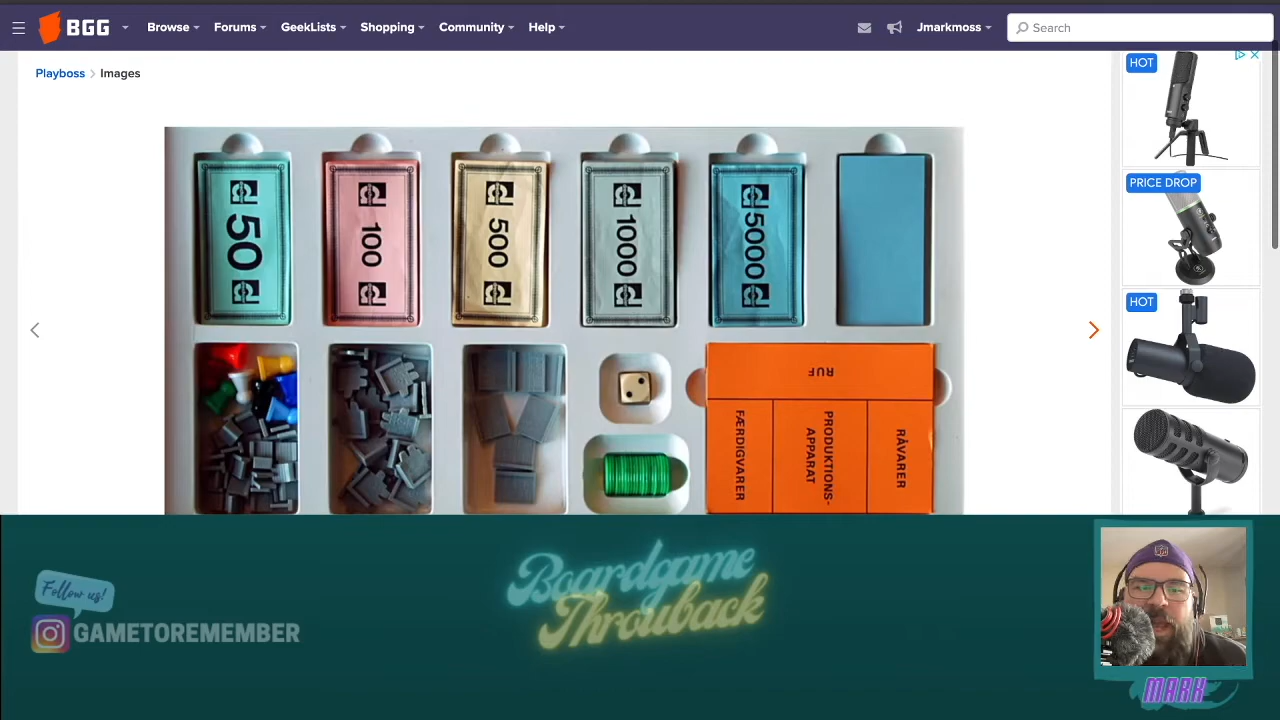 BGG Browse Forums GeekLists Shopping Community Help Jmarkmoss Search
Playboss Images
HOT
PRICE DROP
HOT
50
100
500
1000
5000
RUF
FÆRDIGVARER
PRODUKTIONS-
APPARAT
RÅVARER
Follow us!
GAMETOREMEMBER
Boardgame
Throwback
MARK